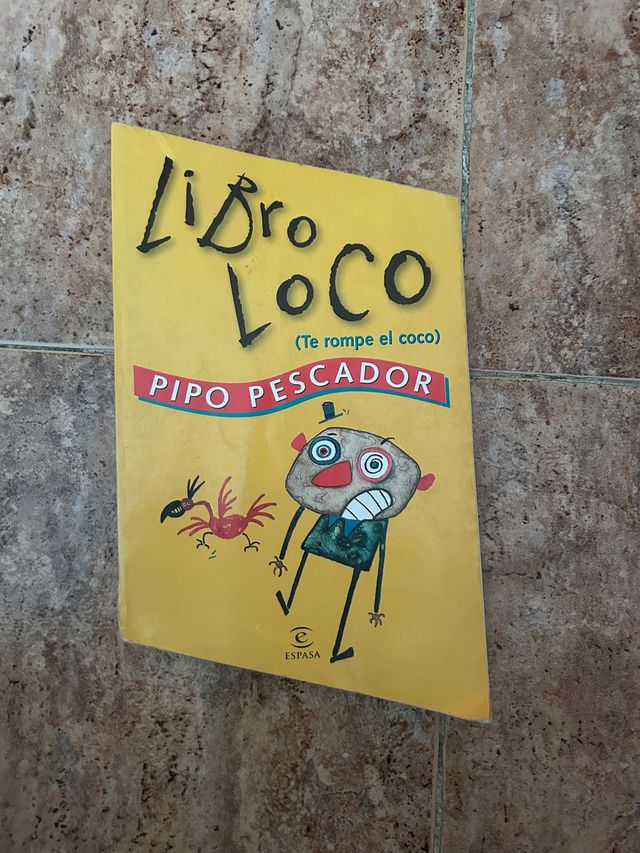 LiBro
LoCo
(Te rompe el coco)
PIPO PESCADOR
e
ESPASA